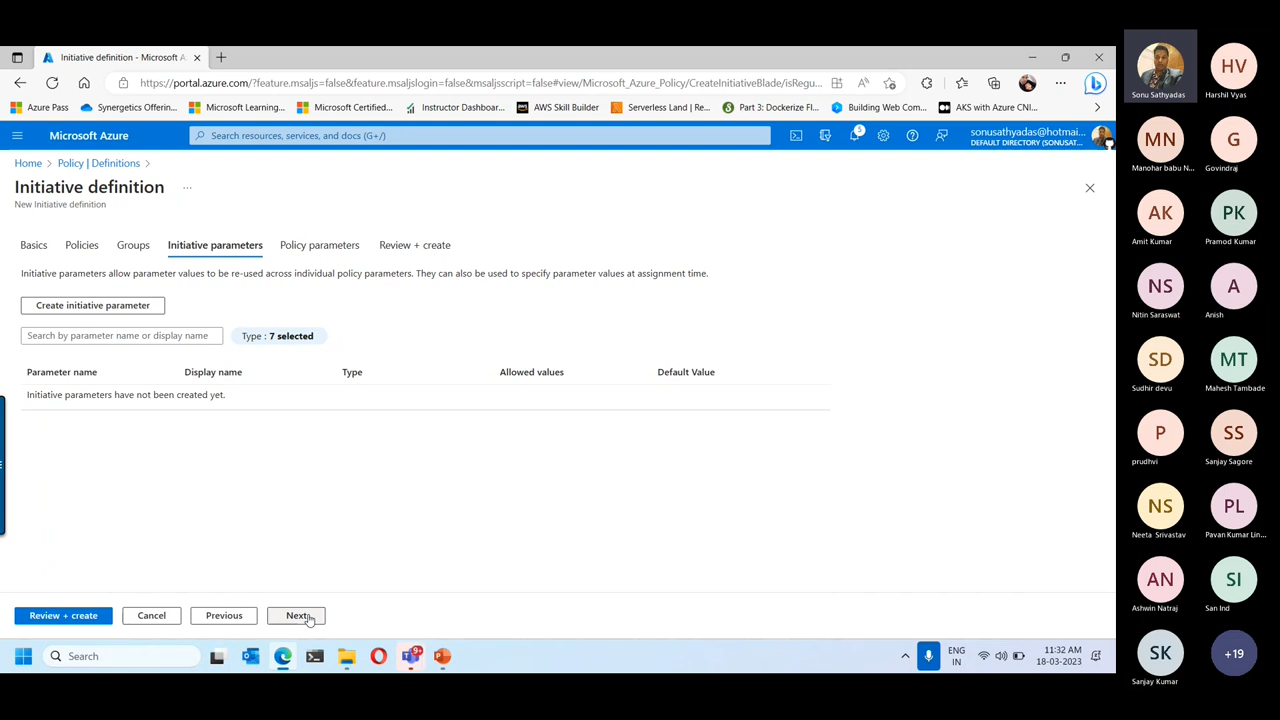 Initiative definition - Microsoft A
https://portal.azure.com/?feature.msaljs=false&feature.msaljslogin=false&msaljsscript=false#view/Microsoft_Azure_Policy/CreateInitiativeBlade/isRegu...
Azure Pass
Synergetics Offering...
Microsoft Learning...
Microsoft Certified...
Instructor Dashboar...
AWS Skill Builder
Serverless Land | Re...
Part 3: Dockerize Fl...
Building Web Com...
AKS with Azure CNI...
Microsoft Azure
Search resources, services, and docs (G+/)
5
sonusathyadas@hotmai...
DEFAULT DIRECTORY (SONUSAT...
Home > Policy | Definitions >
Initiative definition ...
New Initiative definition
Basics
Policies
Groups
Initiative parameters
Policy parameters
Review + create
Initiative parameters allow parameter values to be re-used across individual policy parameters. They can also be used to specify parameter values at assignment time.
Create initiative parameter
Search by parameter name or display name
Type : 7 selected
Parameter name
Display name
Type
Allowed values
Default Value
Initiative parameters have not been created yet.
Review + create
Cancel
Previous
Next
Search
9+
ENG
IN
11:32 AM
18-03-2023
Sonu Sathyadas
HV
Harshil Vyas
MN
Manohar babu N...
G
Govindraj
AK
Amit Kumar
PK
Pramod Kumar
NS
Nitin Saraswat
A
Anish
SD
Sudhir devu
MT
Mahesh Tambade
P
prudhvi
SS
Sanjay Sagore
NS
Neeta Srivastav
PL
Pavan Kumar Lin...
AN
Ashwin Natraj
SI
San Ind
SK
Sanjay Kumar
+19